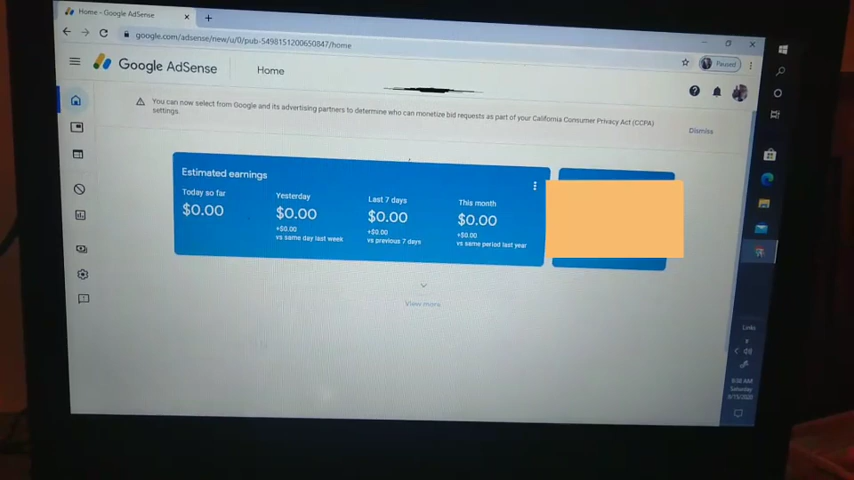 Home - Google AdSense
google.com/adsense/new/u/0/pub-5498151200650847/home
Paused
Google AdSense
Home
You can now select from Google and its advertising partners to determine who can monetize bid requests as part of your California Consumer Privacy Act (CCPA)
settings.
Dismiss
Estimated earnings
Today so far
$0.00
Yesterday
$0.00
+$0.00
vs same day last week
Last 7 days
$0.00
+$0.00
vs previous 7 days
This month
$0.00
+$0.00
vs same period last year
View more
Links
Saturday